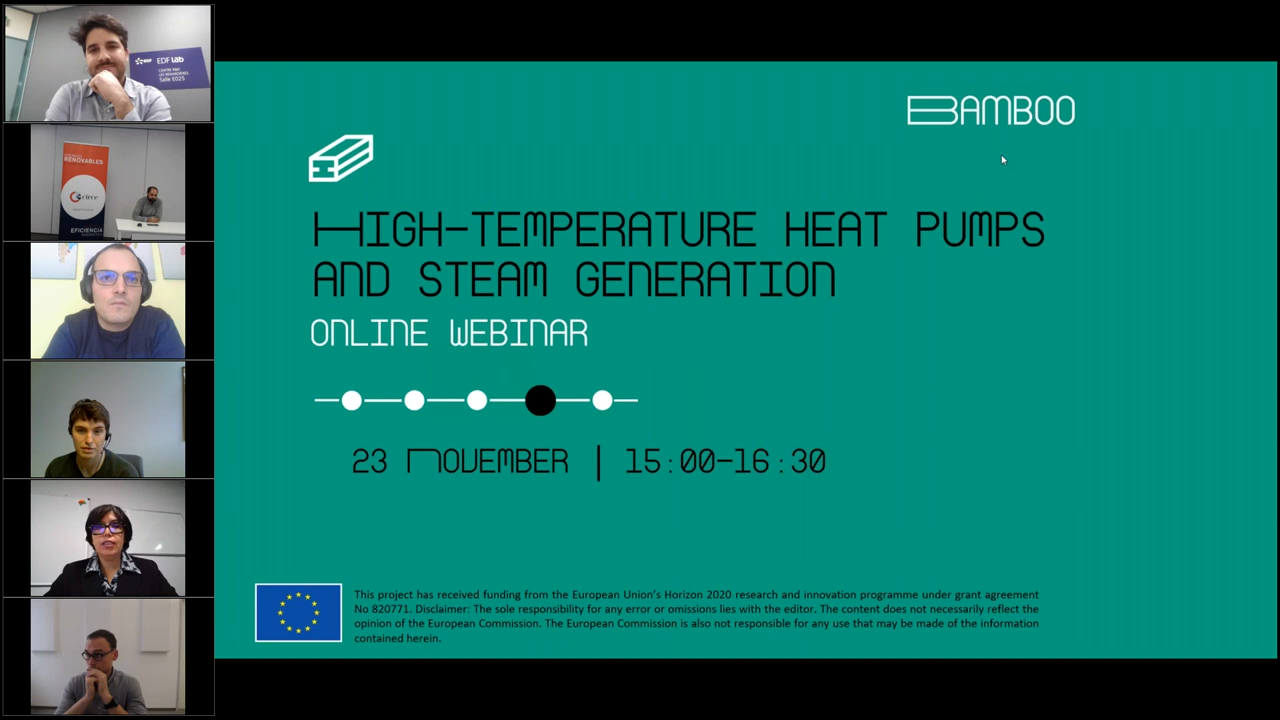 EDF Lab
Salle E025
RENOVABLES
circe
EFICIENCIA
BAMBOO
HIGH-TEMPERATURE HEAT PUMPS
AND STEAM GENERATION
ONLINE WEBINAR
23 NOVEMBER | 15:00-16:30
This project has received funding from the European Union's Horizon 2020 research and innovation programme under grant agreement
No 820771. Disclaimer: The sole responsibility for any error or omissions lies with the editor. The content does not necessarily reflect the
opinion of the European Commission. The European Commission is also not responsible for any use that may be made of the information
contained herein.